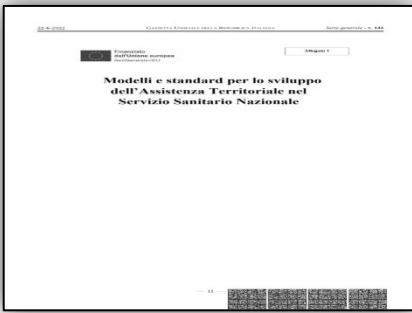 22-6-2022 GAZZETTA UFFICIALE DELLA REPUBBLICA ITALIANA Serie generale - n. 144
Finanziato
dall'Unione europea
NextGenerationEU
Allegato 1
Modelli e standard per lo sviluppo
dell'Assistenza Territoriale nel
Servizio Sanitario Nazionale
— 11 —